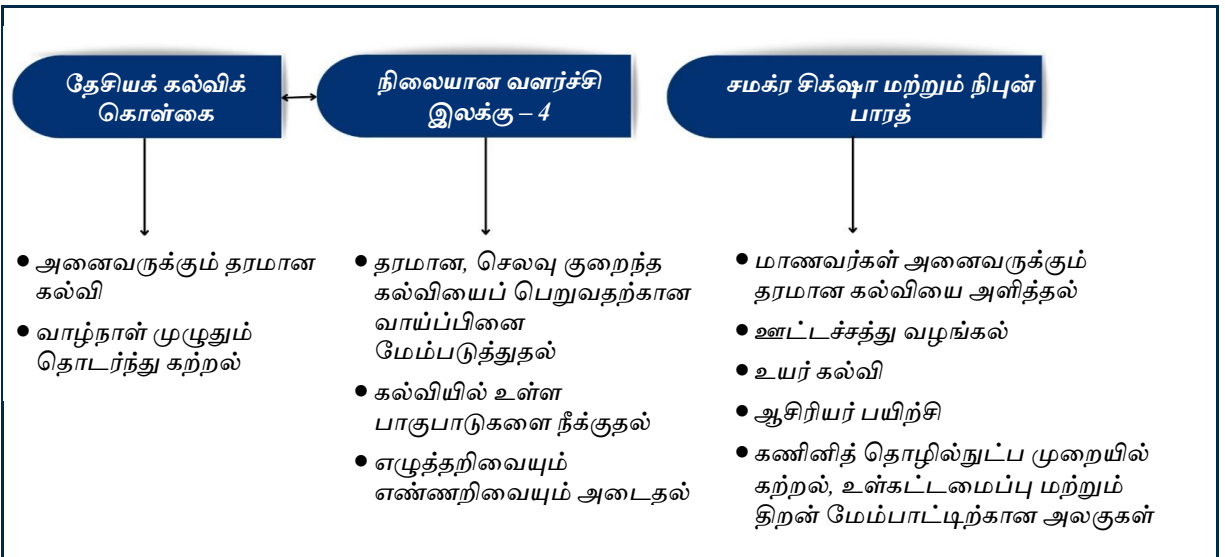 தேசியக் கல்விக்
கொள்கை
நிலையான வளர்ச்சி
இலக்கு – 4
சமக்ர சிக்ஷா மற்றும் நிபுன்
பாரத்
● அனைவருக்கும் தரமான
கல்வி
● வாழ்நாள் முழுதும்
தொடர்ந்து கற்றல்
● தரமான, செலவு குறைந்த
கல்வியைப் பெறுவதற்கான
வாய்ப்பினை
மேம்படுத்துதல்
● கல்வியில் உள்ள
பாகுபாடுகளை நீக்குதல்
● எழுத்தறிவையும்
எண்ணறிவையும் அடைதல்
● மாணவர்கள் அனைவருக்கும்
தரமான கல்வியை அளித்தல்
● ஊட்டச்சத்து வழங்கல்
● உயர் கல்வி
● ஆசிரியர் பயிற்சி
● கணினித் தொழில்நுட்ப முறையில்
கற்றல், உள்கட்டமைப்பு மற்றும்
திறன் மேம்பாட்டிற்கான அலகுகள்